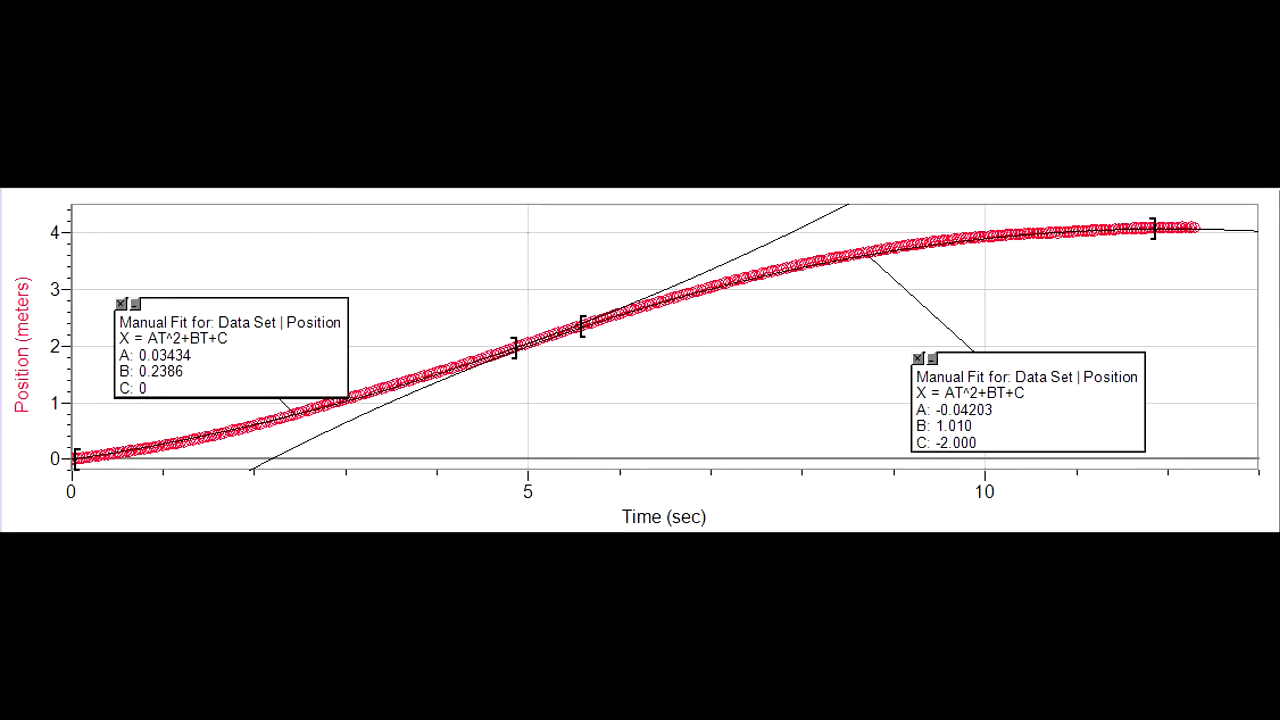 4
3
2
1
0
Position (meters)
Manual Fit for: Data Set | Position
X = AT^2+BT+C
A: 0.03434
B: 0.2386
C: 0
Manual Fit for: Data Set | Position
X = AT^2+BT+C
A: -0.04203
B: 1.010
C: -2.000
0 5 10
Time (sec)